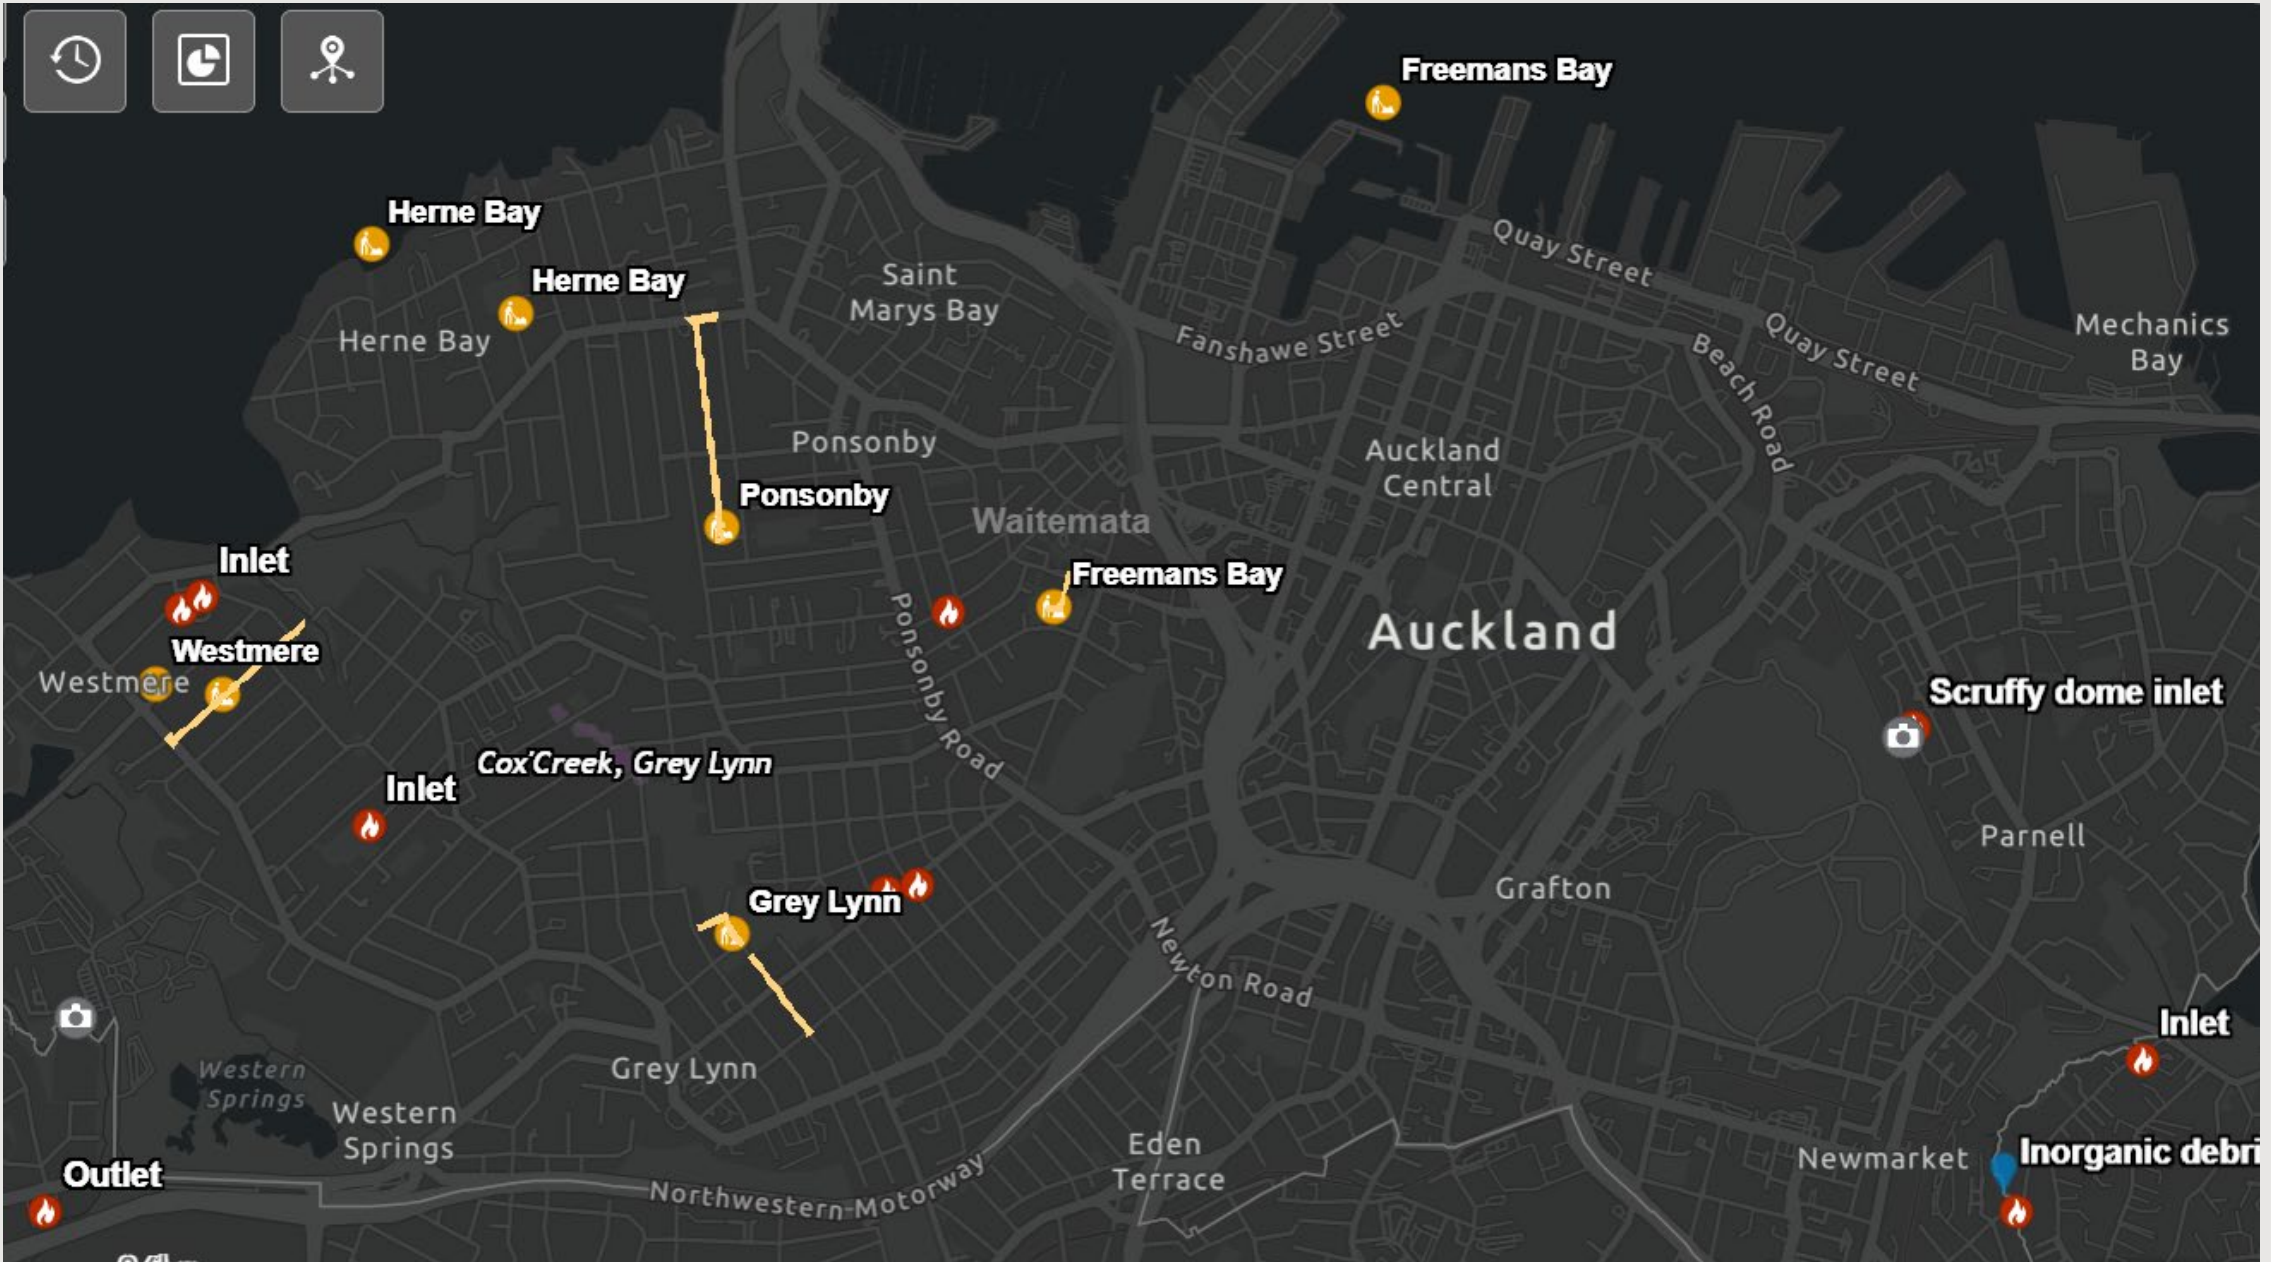 Freemans Bay
Herne Bay
Herne Bay
Herne Bay
Saint
Marys Bay
Quay Street
Quay Street
Fanshawe Street
Beach Road
Mechanics
Bay
Ponsonby
Auckland
Central
Ponsonby
Waitemata
Inlet
Freemans Bay
Ponsonby Road
Auckland
Westmere
Westmere
Scruffy dome inlet
Cox'Creek, Grey Lynn
Inlet
Parnell
Grafton
Grey Lynn
Newton Road
Inlet
Western
Springs
Grey Lynn
Western
Springs
Eden
Terrace
Newmarket
Inorganic debri
Outlet
Northwestern Motorway